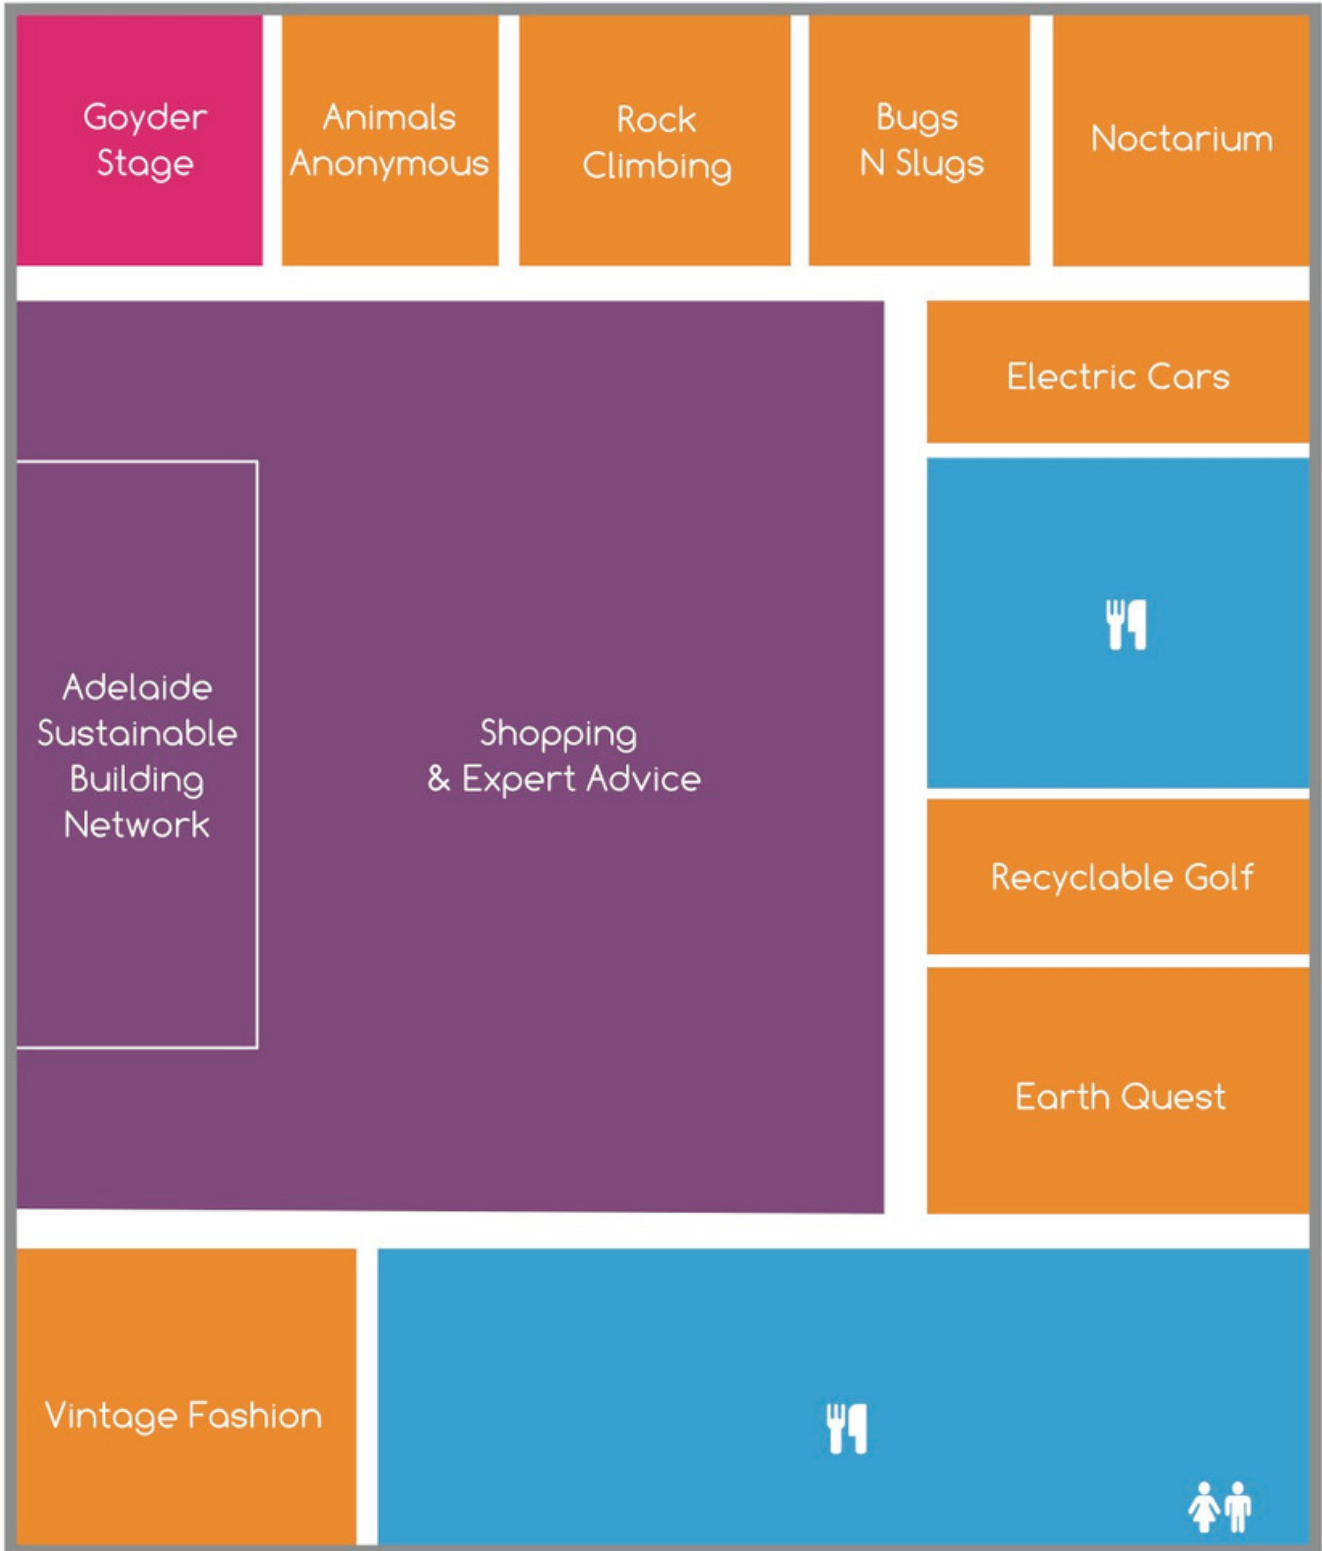 Goyder
Stage
Animals
Anonymous
Rock
Climbing
Bugs
N Slugs
Noctarium
Electric Cars
Adelaide
Sustainable
Building
Network
Shopping
& Expert Advice
Recyclable Golf
Earth Quest
Vintage Fashion